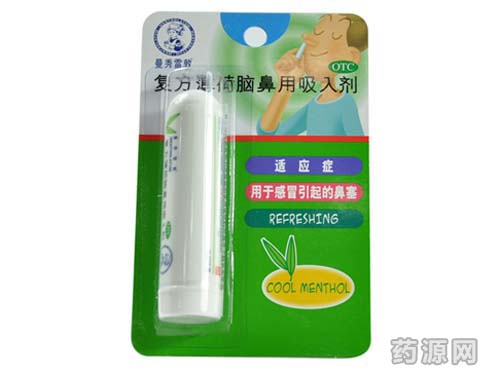 曼秀雷敦
OTC
复方薄荷脑鼻用吸入剂
适应症
用于感冒引起的鼻塞
REFRESHING
COOL MENTHOL
药源网